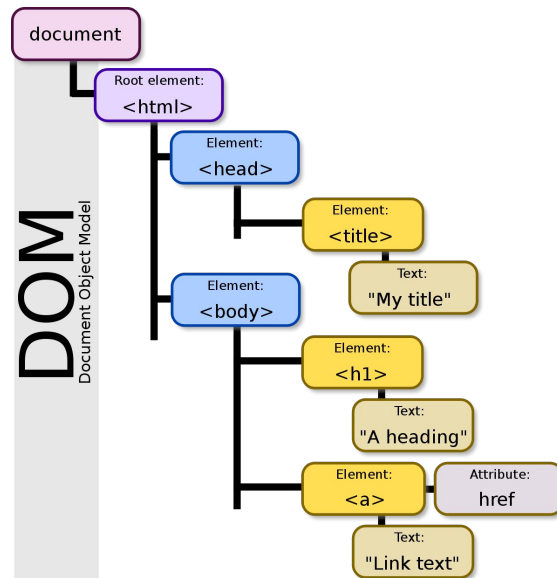 document
Root element:
<html>
Element:
<head>
Element:
<title>
Text:
"My title"
Element:
<body>
Element:
<h1>
Text:
"A heading"
Element:
<a>
Attribute:
href
Text:
"Link text"
DOM
Document Object Model